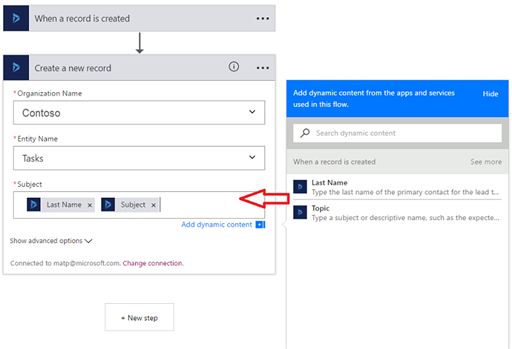 When a record is created
Create a new record
* Organization Name
Contoso
* Entity Name
Tasks
* Subject
Last Name × Subject ×
Add dynamic content
Show advanced options
Connected to matp@microsoft.com. Change connection.
+ New step
Add dynamic content from the apps and services
used in this flow.
Hide
Search dynamic content
When a record is created See more
Last Name
Type the last name of the primary contact for the lead t...
Topic
Type a subject or descriptive name, such as the expecte...